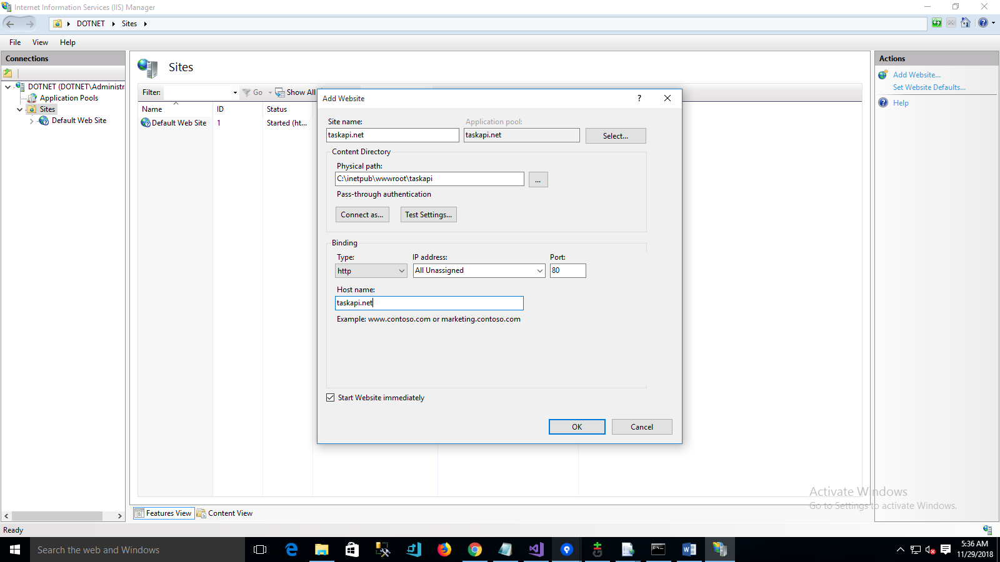 Internet Information Services (IIS) Manager
DOTNET Sites
File View Help
Connections
DOTNET (DOTNET\Administr
Application Pools
Sites
Default Web Site
Sites
Filter: Go Show All
Name ID Status
Default Web Site 1 Started (ht...
Add Website ?
Site name: Application pool:
taskapi.net taskapi.net Select...
Content Directory
Physical path:
C:\inetpub\wwwroot\taskapi ...
Pass-through authentication
Connect as... Test Settings...
Binding
Type: IP address: Port:
http All Unassigned 80
Host name:
taskapi.net
Example: www.contoso.com or marketing.contoso.com
Start Website immediately
OK Cancel
Actions
Add Website...
Set Website Defaults...
Help
Activate Windows
Go to Settings to activate Windows.
Features View Content View
Ready
Search the web and Windows
5:36 AM
11/29/2018